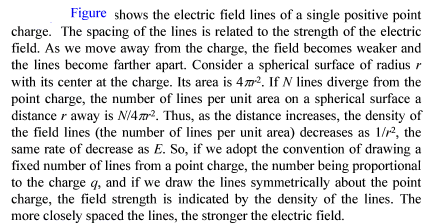 Figure shows the electric field lines of a single positive point
charge. The spacing of the lines is related to the strength of the electric
field. As we move away from the charge, the field becomes weaker and
the lines become farther apart. Consider a spherical surface of radius r
with its center at the charge. Its area is 4πr². If N lines diverge from the
point charge, the number of lines per unit area on a spherical surface a
distance r away is N/4πr². Thus, as the distance increases, the density of
the field lines (the number of lines per unit area) decreases as 1/r², the
same rate of decrease as E. So, if we adopt the convention of drawing a
fixed number of lines from a point charge, the number being proportional
to the charge q, and if we draw the lines symmetrically about the point
charge, the field strength is indicated by the density of the lines. The
more closely spaced the lines, the stronger the electric field.